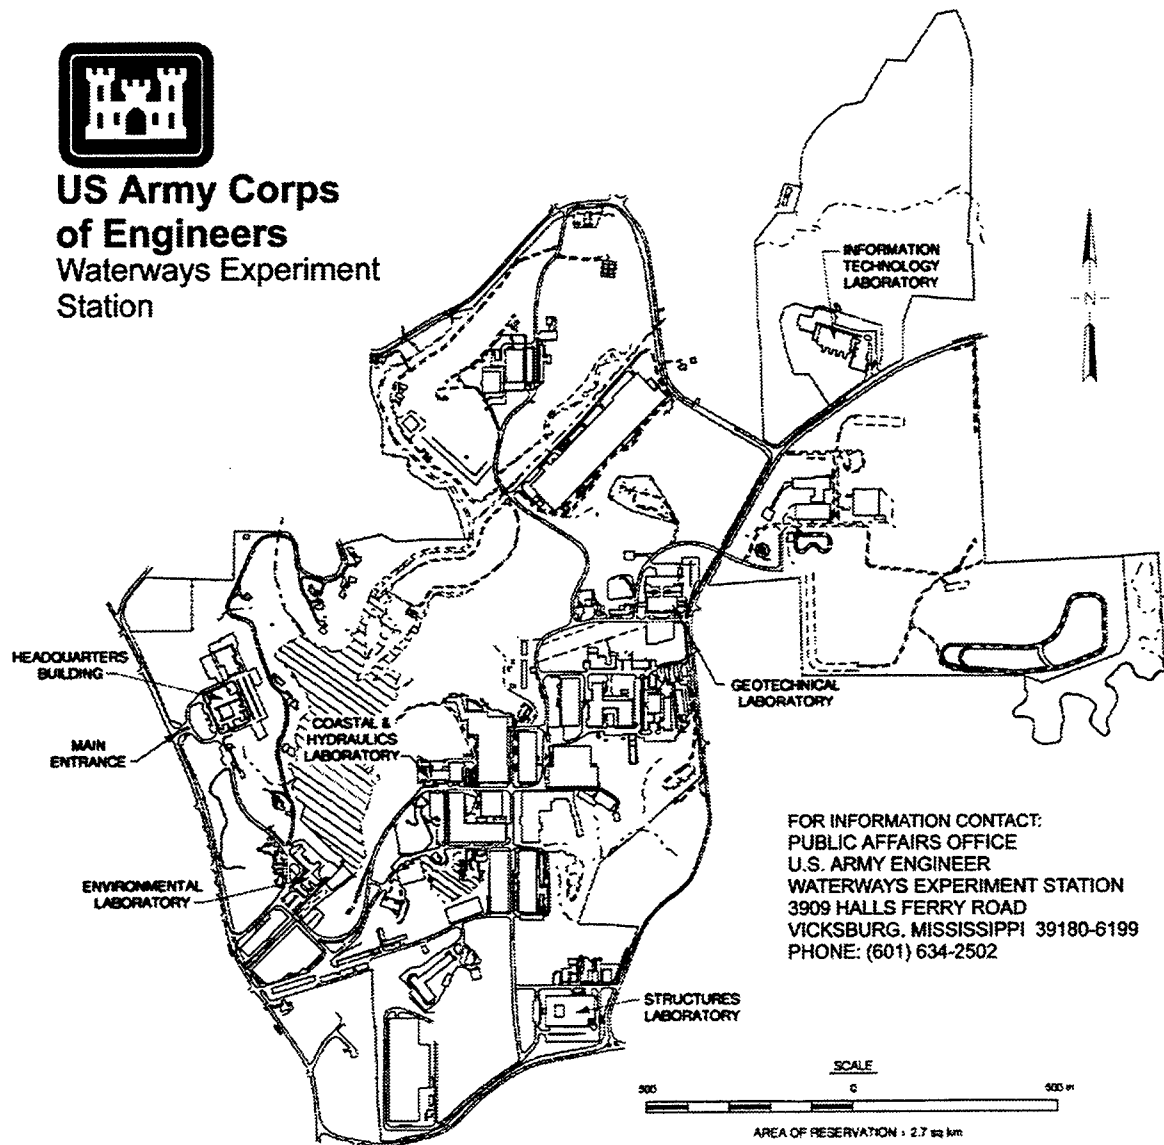 US Army Corps
of Engineers
Waterways Experiment
Station
INFORMATION
TECHNOLOGY
LABORATORY
N
HEADQUARTERS
BUILDING
MAIN
ENTRANCE
COASTAL &
HYDRAULICS
LABORATORY
GEOTECHNICAL
LABORATORY
ENVIRONMENTAL
LABORATORY
STRUCTURES
LABORATORY
FOR INFORMATION CONTACT:
PUBLIC AFFAIRS OFFICE
U.S. ARMY ENGINEER
WATERWAYS EXPERIMENT STATION
3909 HALLS FERRY ROAD
VICKSBURG, MISSISSIPPI 39180-6199
PHONE: (601) 634-2502
SCALE
500 0 500 m
AREA OF RESERVATION : 2.7 sq km